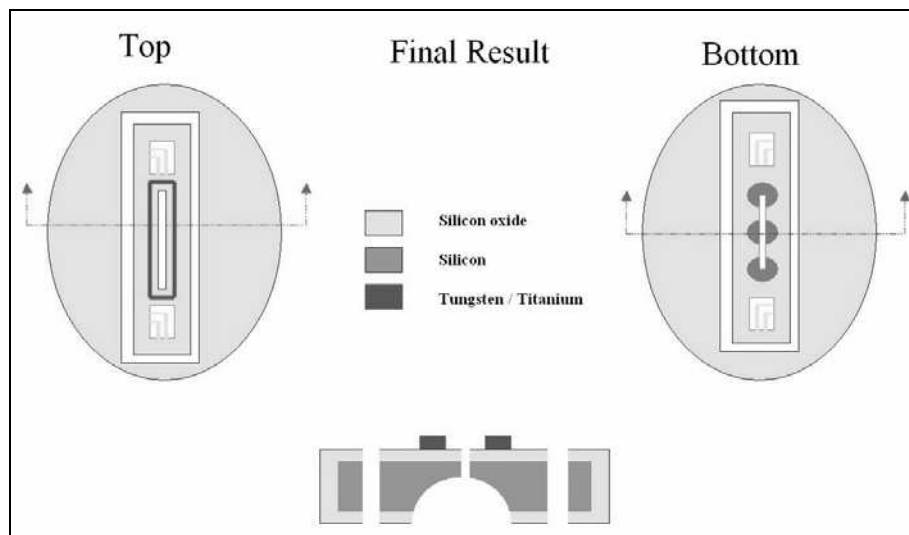 Top
Final Result
Bottom
Silicon oxide
Silicon
Tungsten / Titanium